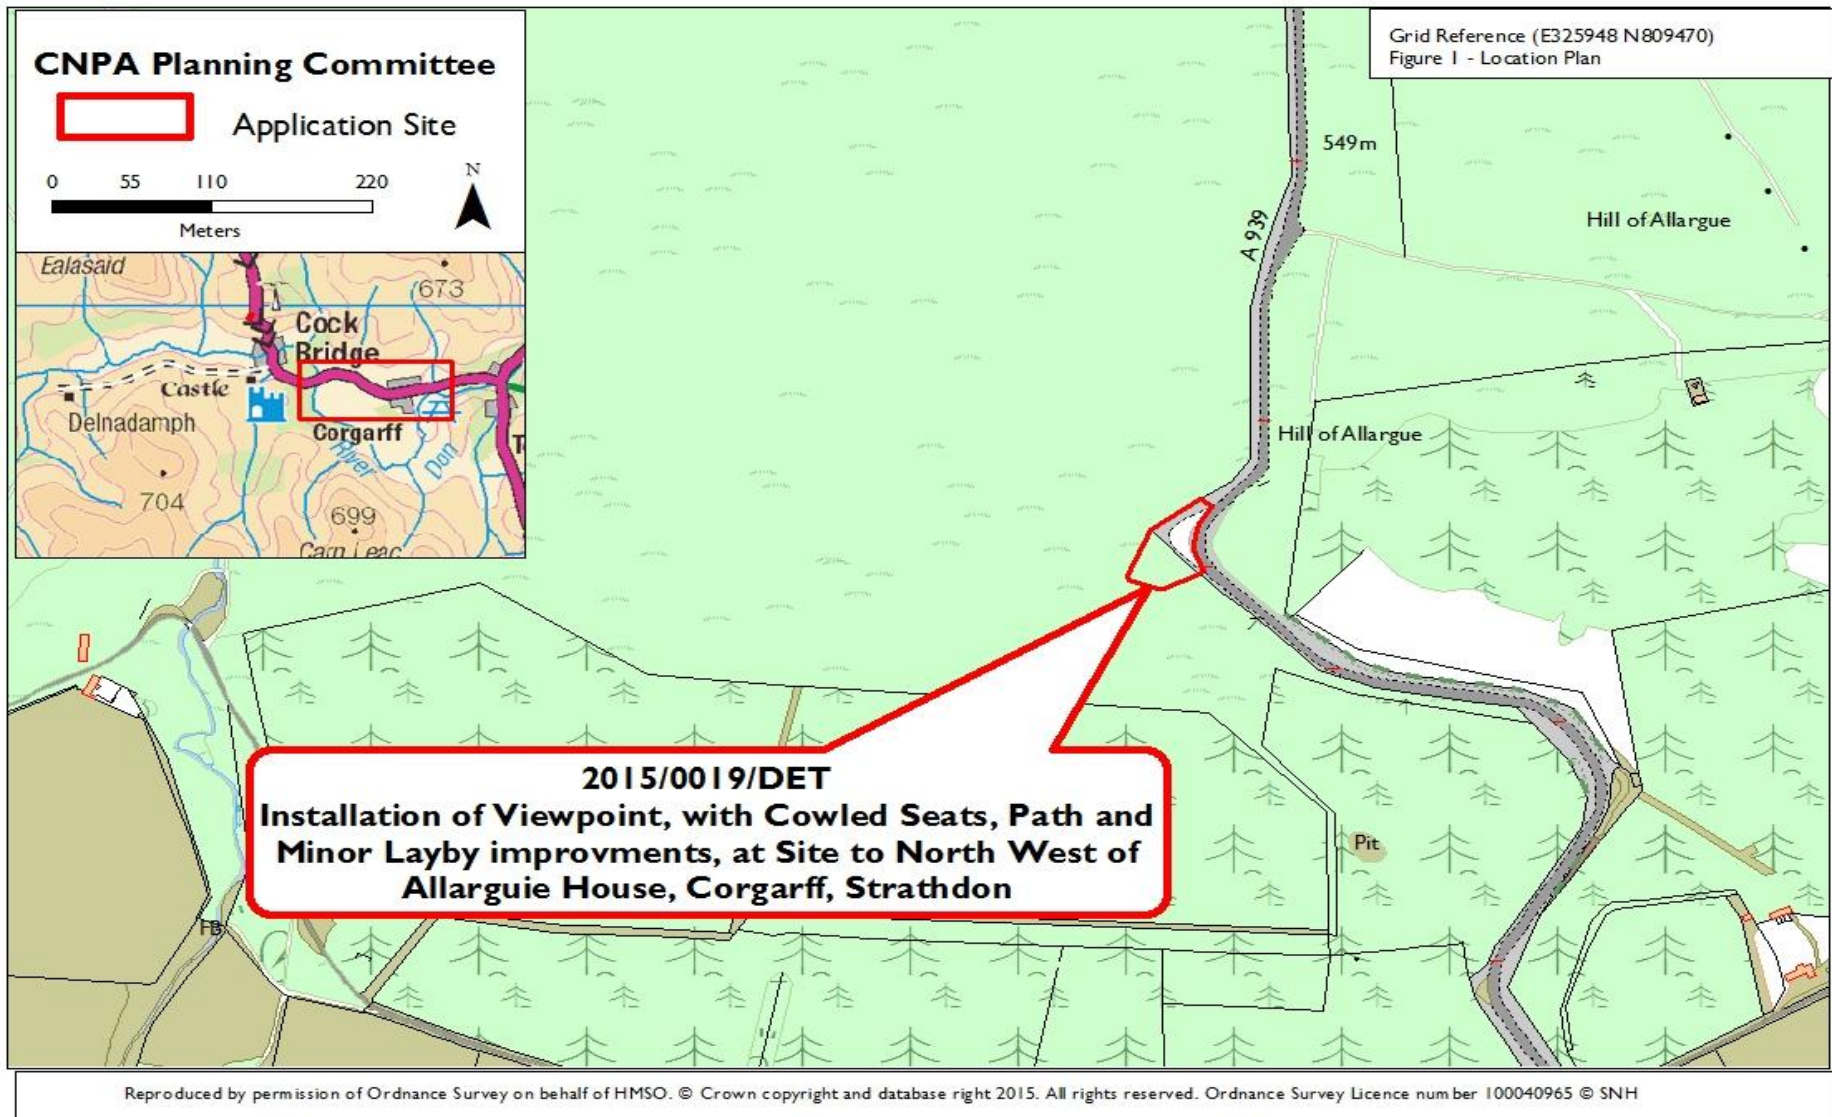 CNPA Planning Committee
Application Site
0 55 110 220
Meters
N
Grid Reference (E325948 N809470)
Figure 1 - Location Plan
Ealasaid
673
Cock
Bridge
Castle
Delnadamph
Corgarff
River
Don
T
704
699
Carn Leac
549m
A 939
Hill of Allargue
Hill of Allargue
Pit
FB
2015/0019/DET
Installation of Viewpoint, with Cowled Seats, Path and
Minor Layby improvments, at Site to North West of
Allarguie House, Corgarff, Strathdon
Reproduced by permission of Ordnance Survey on behalf of HMSO. © Crown copyright and database right 2015. All rights reserved. Ordnance Survey Licence number 100040965 © SNH